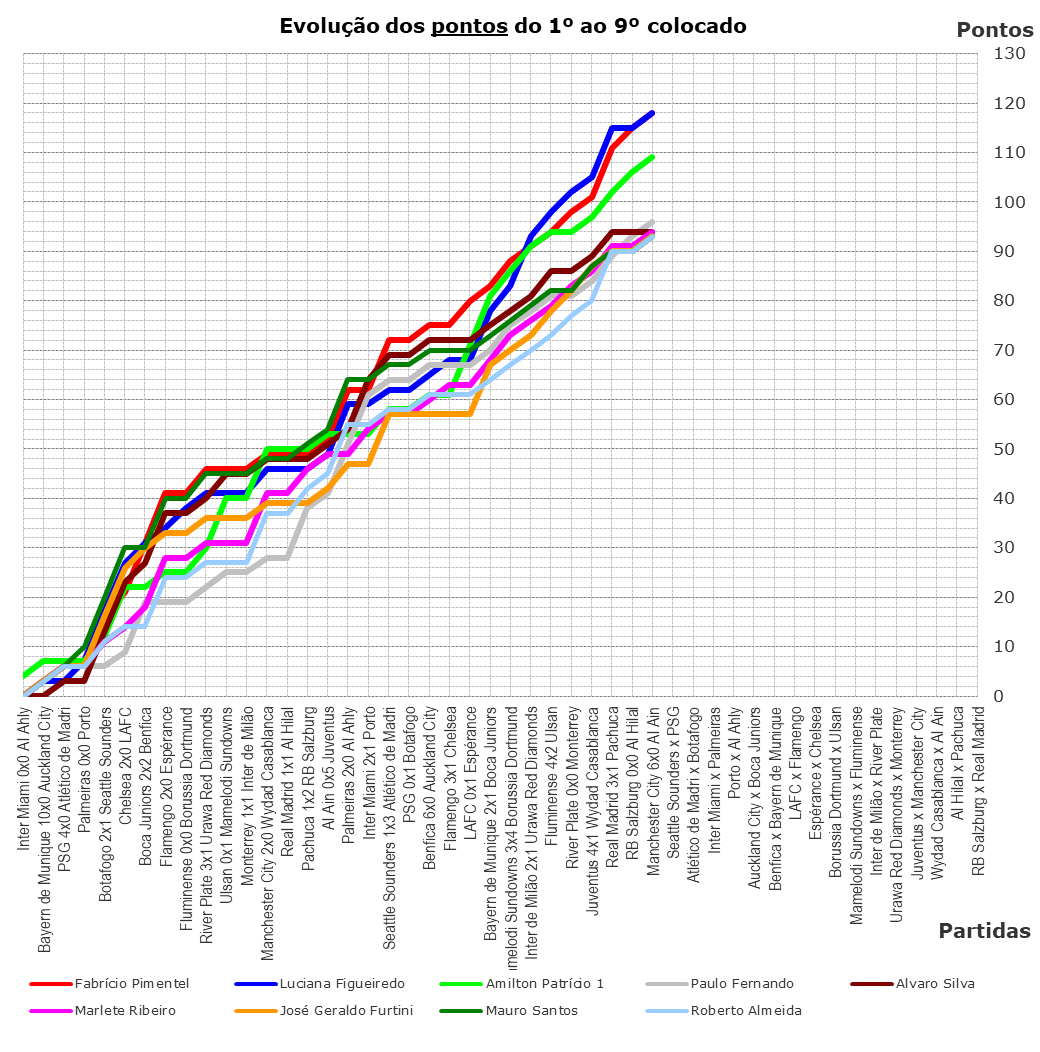 Evolução dos pontos do 1º ao 9º colocado
Pontos
130
120
110
100
90
80
70
60
50
40
30
20
10
0
Inter Miami 0x0 Al Ahly
Bayern de Munique 10x0 Auckland City
PSG 4x0 Atlético de Madri
Palmeiras 0x0 Porto
Botafogo 2x1 Seattle Sounders
Chelsea 2x0 LAFC
Boca Juniors 2x2 Benfica
Flamengo 2x0 Espérance
Fluminense 0x0 Borussia Dortmund
River Plate 3x1 Urawa Red Diamonds
Ulsan 0x1 Mamelodi Sundowns
Monterrey 1x1 Inter de Milão
Manchester City 2x0 Wydad Casablanca
Real Madrid 1x1 Al Hilal
Pachuca 1x2 RB Salzburg
Al Ain 0x5 Juventus
Palmeiras 2x0 Al Ahly
Inter Miami 2x1 Porto
Seattle Sounders 1x3 Atlético de Madri
PSG 0x1 Botafogo
Benfica 6x0 Auckland City
Flamengo 3x1 Chelsea
LAFC 0x1 Espérance
Bayern de Munique 2x1 Boca Juniors
melodi Sundowns 3x4 Borussia Dortmund
Inter de Milão 2x1 Urawa Red Diamonds
Fluminense 4x2 Ulsan
River Plate 0x0 Monterrey
Juventus 4x1 Wydad Casablanca
Real Madrid 3x1 Pachuca
RB Salzburg 0x0 Al Hilal
Manchester City 6x0 Al Ain
Seattle Sounders x PSG
Atlético de Madri x Botafogo
Inter Miami x Palmeiras
Porto x Al Ahly
Auckland City x Boca Juniors
Benfica x Bayern de Munique
LAFC x Flamengo
Espérance x Chelsea
Borussia Dortmund x Ulsan
Mamelodi Sundowns x Fluminense
Inter de Milão x River Plate
Urawa Red Diamonds x Monterrey
Juventus x Manchester City
Wydad Casablanca x Al Ain
Al Hilal x Pachuca
RB Salzburg x Real Madrid
Partidas
Fabrício Pimentel
Luciana Figueiredo
Amilton Patrício 1
Paulo Fernando
Alvaro Silva
Marlete Ribeiro
José Geraldo Furtini
Mauro Santos
Roberto Almeida